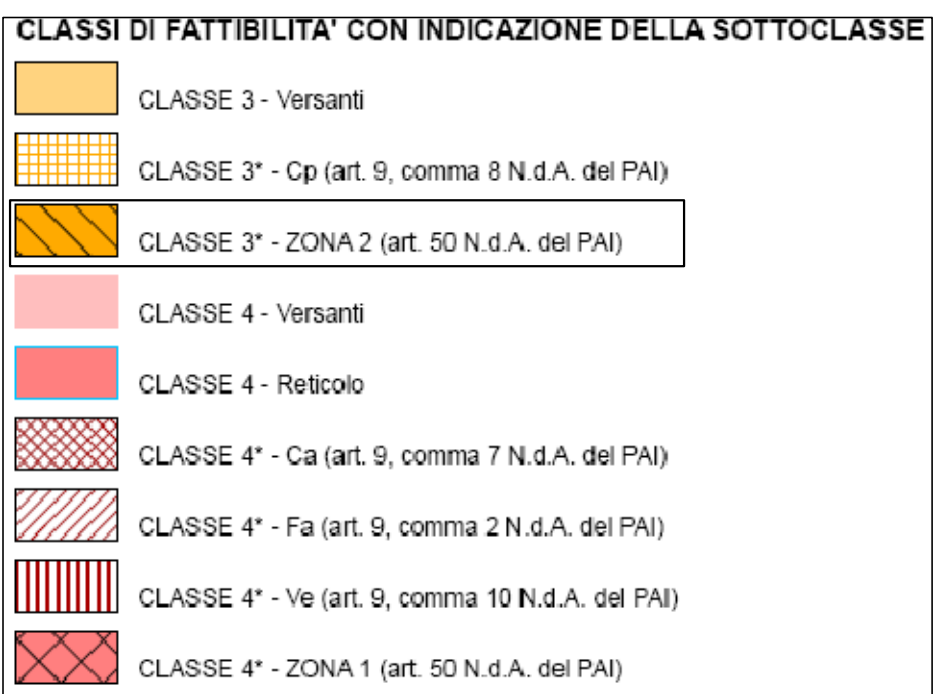 CLASSI DI FATTIBILITA' CON INDICAZIONE DELLA SOTTOCLASSE
CLASSE 3 - Versanti
CLASSE 3* - Cp (art. 9, comma 8 N.d.A. del PAI)
CLASSE 3* - ZONA 2 (art. 50 N.d.A. del PAI)
CLASSE 4 - Versanti
CLASSE 4 - Reticolo
CLASSE 4* - Ca (art. 9, comma 7 N.d.A. del PAI)
CLASSE 4* - Fa (art. 9, comma 2 N.d.A. del PAI)
CLASSE 4* - Ve (art. 9, comma 10 N.d.A. del PAI)
CLASSE 4* - ZONA 1 (art. 50 N.d.A. del PAI)